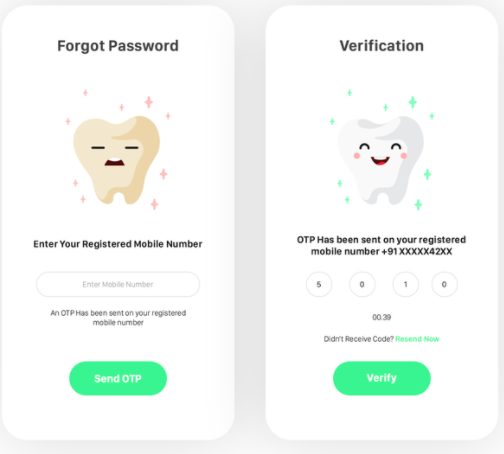 Forgot Password
Enter Your Registered Mobile Number
Enter Mobile Number
An OTP Has been sent on your registered
mobile number
Send OTP
Verification
OTP Has been sent on your registered
mobile number +91 XXXXX42XX
5 0 1 0
00.39
Didn't Receive Code? Resend Now
Verify